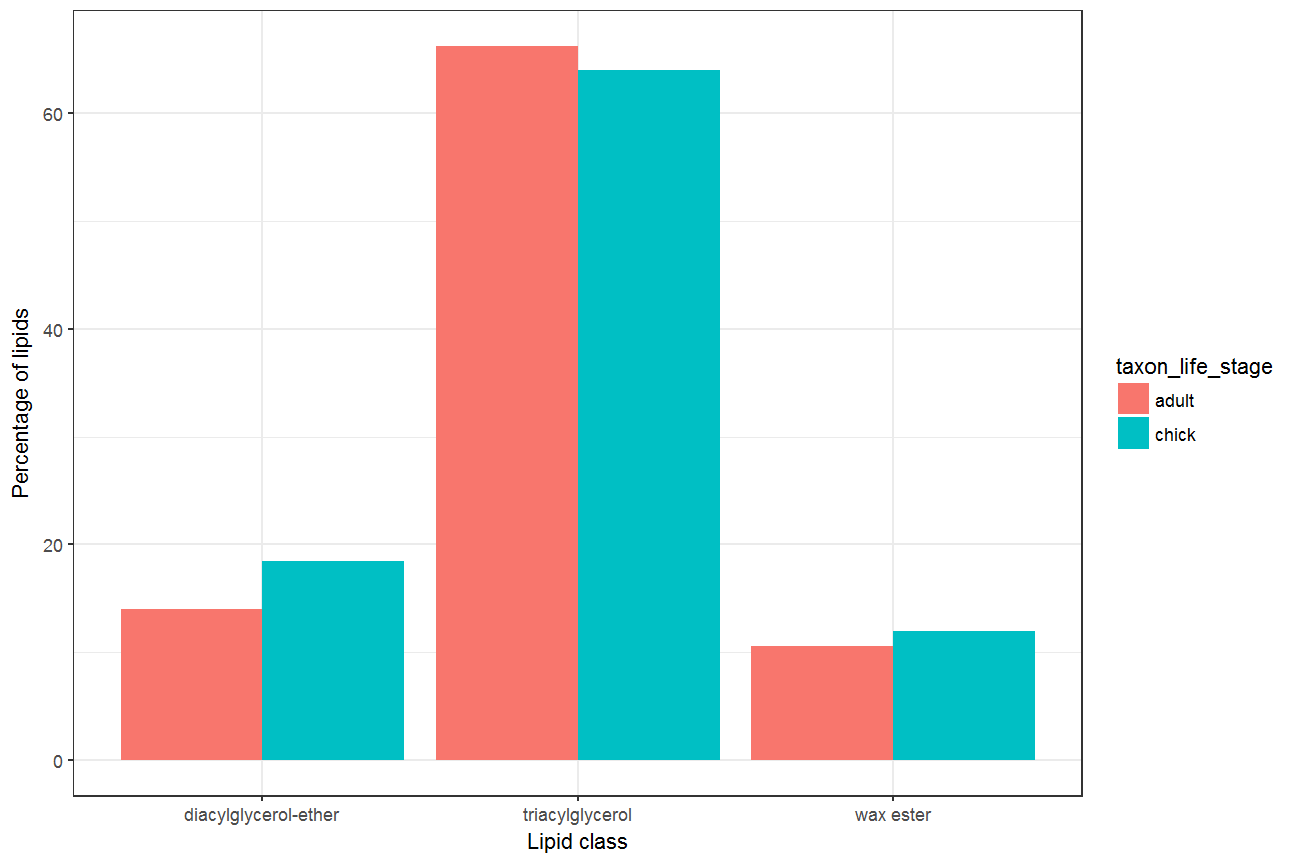 Percentage of lipids
60
40
20
0
diacylglycerol-ether
triacylglycerol
wax ester
Lipid class
taxon_life_stage
adult
chick